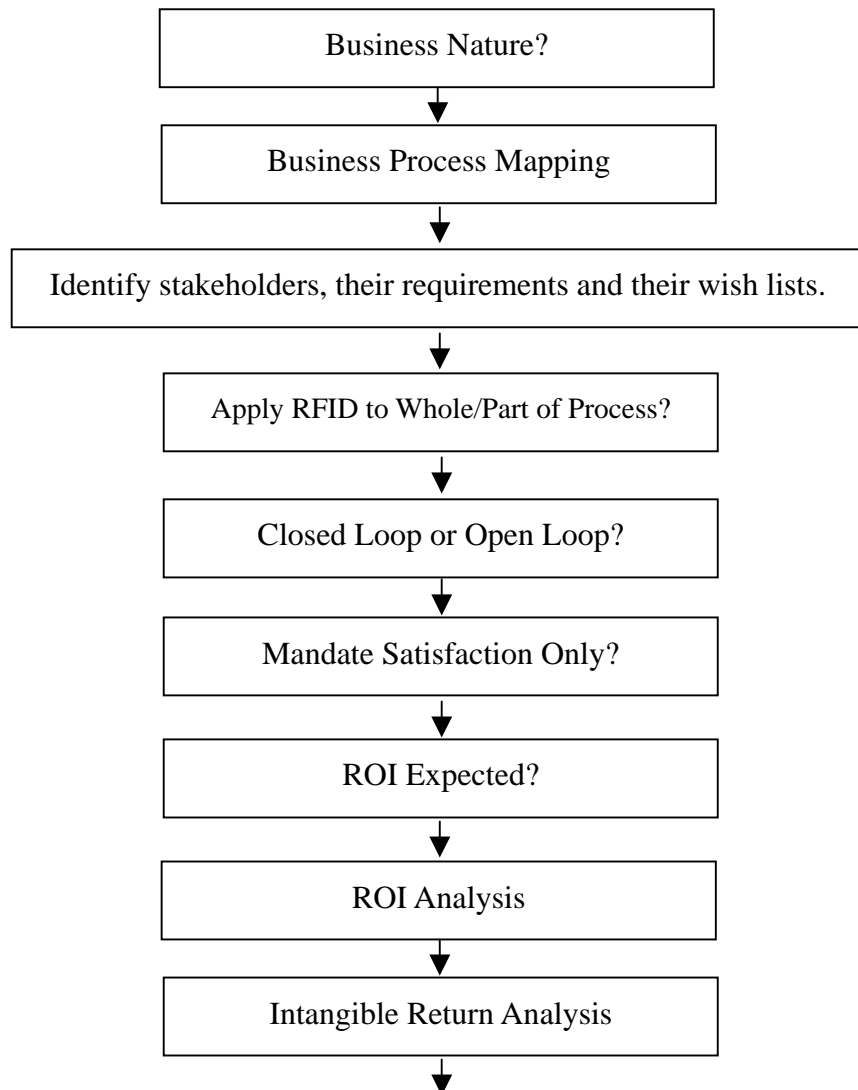 Business Nature?
Business Process Mapping
Identify stakeholders, their requirements and their wish lists.
Apply RFID to Whole/Part of Process?
Closed Loop or Open Loop?
Mandate Satisfaction Only?
ROI Expected?
ROI Analysis
Intangible Return Analysis